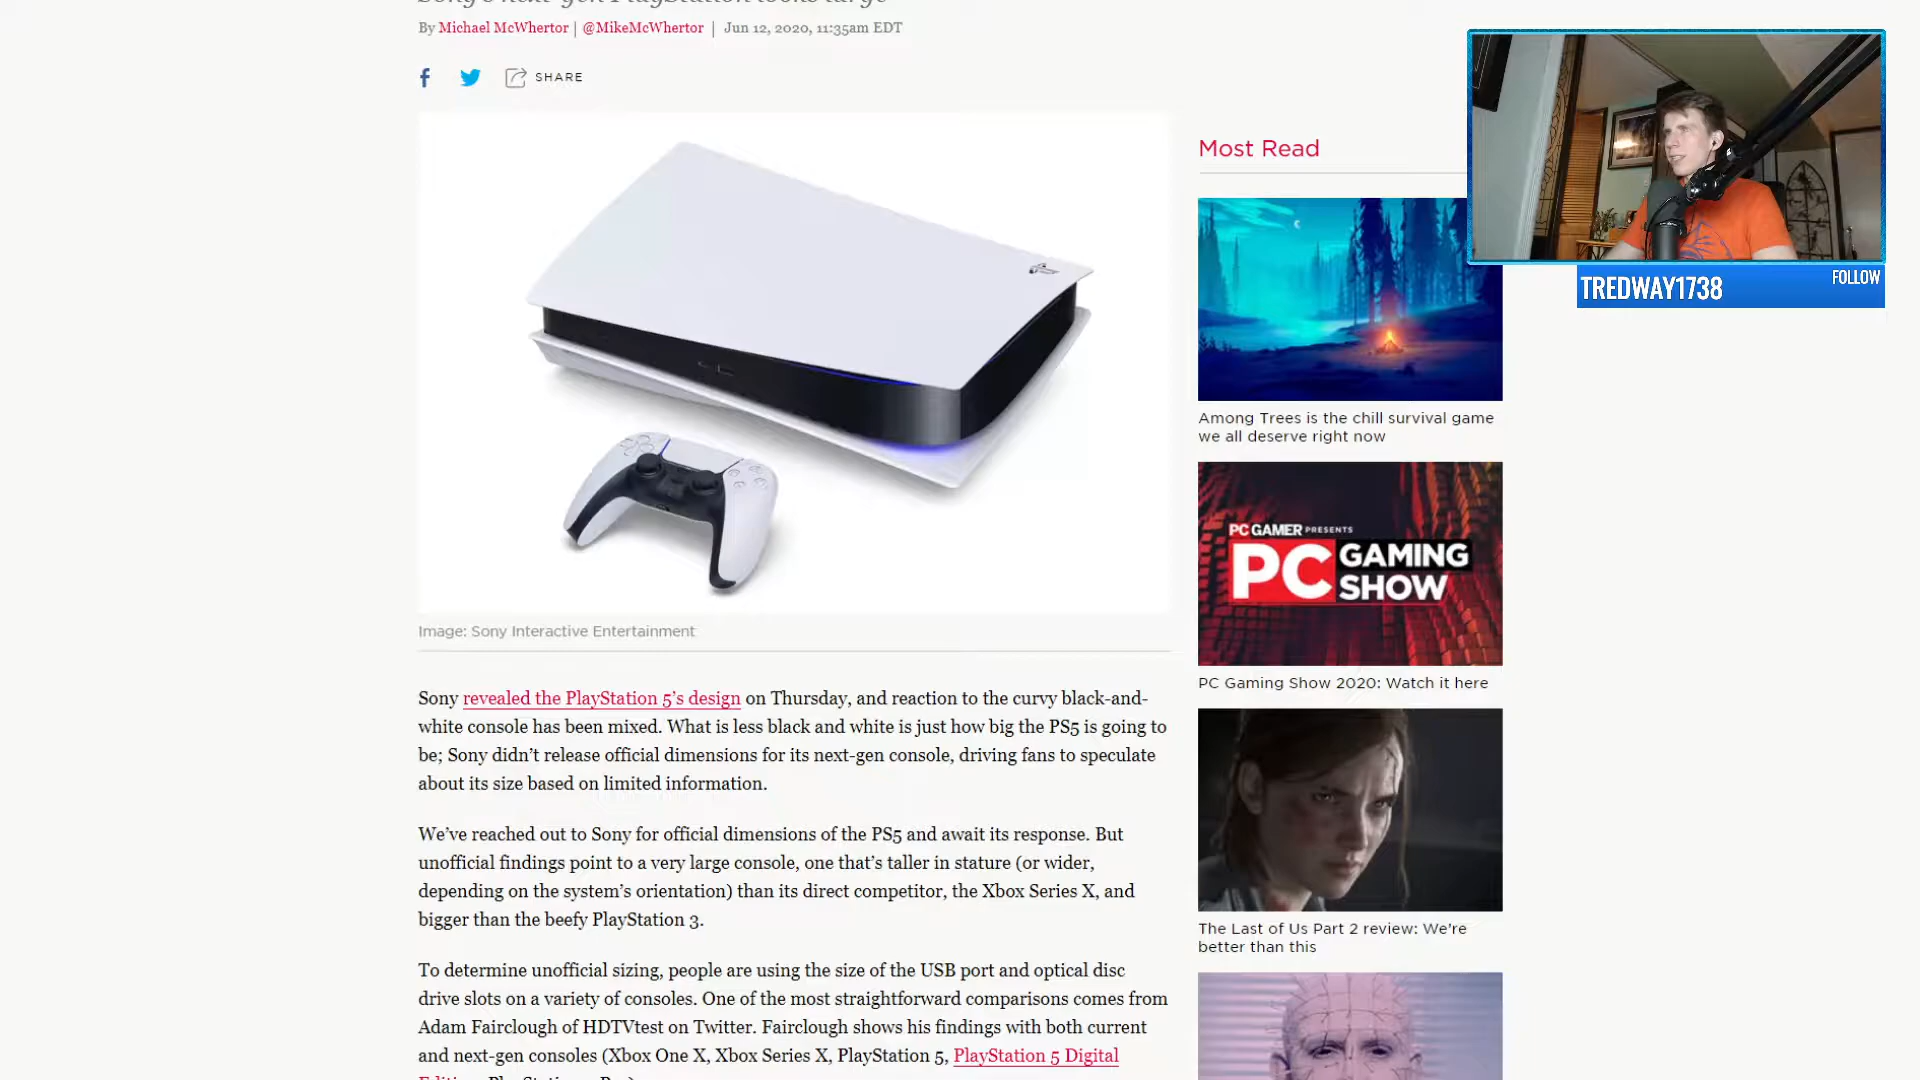 Sony's next-gen PlayStation looks large
By Michael McWhertor | @MikeMcWhertor | Jun 12, 2020, 11:35am EDT
SHARE
Image: Sony Interactive Entertainment
Sony revealed the PlayStation 5’s design on Thursday, and reaction to the curvy black-and-
white console has been mixed. What is less black and white is just how big the PS5 is going to
be; Sony didn’t release official dimensions for its next-gen console, driving fans to speculate
about its size based on limited information.
We’ve reached out to Sony for official dimensions of the PS5 and await its response. But
unofficial findings point to a very large console, one that’s taller in stature (or wider,
depending on the system’s orientation) than its direct competitor, the Xbox Series X, and
bigger than the beefy PlayStation 3.
To determine unofficial sizing, people are using the size of the USB port and optical disc
drive slots on a variety of consoles. One of the most straightforward comparisons comes from
Adam Fairclough of HDTVtest on Twitter. Fairclough shows his findings with both current
and next-gen consoles (Xbox One X, Xbox Series X, PlayStation 5, PlayStation 5 Digital
Most Read
Among Trees is the chill survival game
we all deserve right now
PC GAMER PRESENTS
PC GAMING
SHOW
PC Gaming Show 2020: Watch it here
The Last of Us Part 2 review: We’re
better than this
TREDWAY1738
FOLLOW